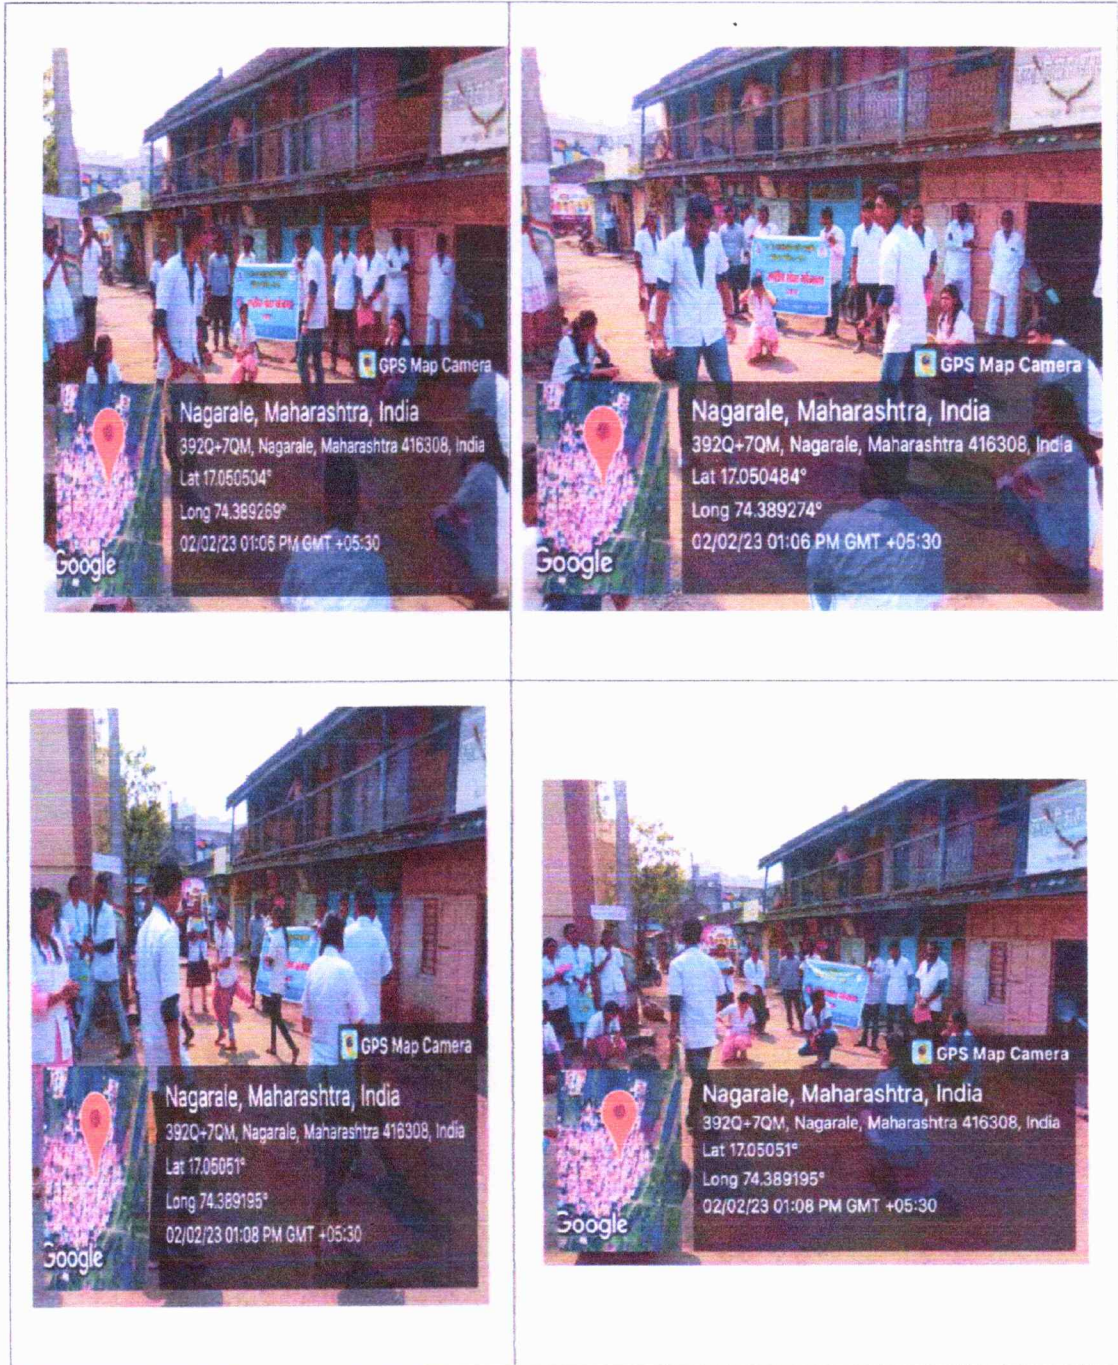 GPS Map Camera
Nagarale, Maharashtra, India
392Q+7QM, Nagarale, Maharashtra 416308, India
Lat 17.050504°
Long 74.389269°
02/02/23 01:06 PM GMT +05:30
Google
GPS Map Camera
Nagarale, Maharashtra, India
392Q+7QM, Nagarale, Maharashtra 416308, India
Lat 17.050484°
Long 74.389274°
02/02/23 01:06 PM GMT +05:30
Google
GPS Map Camera
Nagarale, Maharashtra, India
392Q+7QM, Nagarale, Maharashtra 416308, India
Lat 17.05051°
Long 74.389195°
02/02/23 01:08 PM GMT +05:30
Google
GPS Map Camera
Nagarale, Maharashtra, India
392Q+7QM, Nagarale, Maharashtra 416308, India
Lat 17.05051°
Long 74.389195°
02/02/23 01:08 PM GMT +05:30
Google